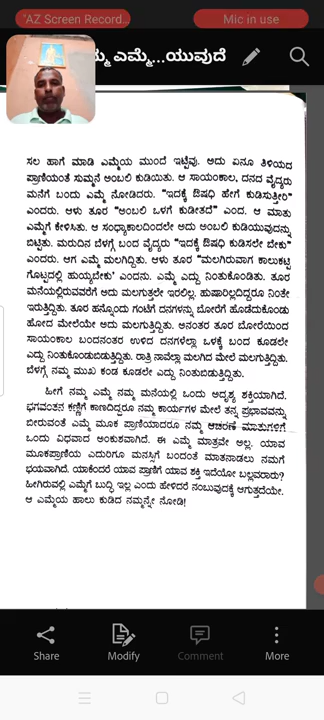 "AZ Screen Record...
Mic in use
ಎಮ್ಮೆ...ಯುವುದೆ
ಸಲ ಹಾಗೆ ಮಾಡಿ ಎಮ್ಮೆಯ ಮುಂದೆ ಇಟ್ಟೆವು. ಅದು ಏನೂ ತಿಳಿಯದ
ಪ್ರಾಣಿಯಂತೆ ಸುಮ್ಮನೆ ಅಂಬಲಿ ಕುಡಿಯಿತು. ಆ ಸಾಯಂಕಾಲ, ದನದ ವೈದ್ಯರು
ಮನೆಗೆ ಬಂದು ಎಮ್ಮೆ ನೋಡಿದರು. "ಇದಕ್ಕೆ ಔಷಧಿ ಹೇಗೆ ಕುಡಿಸುತ್ತೀರಿ"
ಎಂದರು. ಆಳು ತೂರ "ಅಂಬಲಿ ಒಳಗೆ ಕುಡೀತದೆ" ಎಂದ. ಆ ಮಾತು
ಎಮ್ಮೆಗೆ ಕೇಳಿಸಿತು. ಆ ಸಂಧ್ಯಾಕಾಲದಿಂದಲೇ ಅದು ಅಂಬಲಿ ಕುಡಿಯುವುದನ್ನು
ಬಿಟ್ಟಿತು. ಮರುದಿನ ಬೆಳಗ್ಗೆ ಬಂದ ವೈದ್ಯರು "ಇದಕ್ಕೆ ಔಷಧಿ ಕುಡಿಸಲೇ ಬೇಕು"
ಎಂದರು. ಆಗ ಎಮ್ಮೆ ಮಲಗಿದ್ದಿತು. ಆಳು ತೂರ "ಮಲಗಿರುವಾಗ ಕಾಲುಕಟ್ಟಿ
ಗೊಟ್ಟದಲ್ಲಿ ಹುಯ್ಯಬೇಕು' ಎಂದನು. ಎಮ್ಮೆ ಎದ್ದು ನಿಂತುಕೊಂಡಿತು. ತೂರ
ಮನೆಯಲ್ಲಿರುವವರೆಗೆ ಅದು ಮಲಗುತ್ತಲೇ ಇರಲಿಲ್ಲ. ಹುಷಾರಿಲ್ಲದಿದ್ದರೂ ನಿಂತೇ
ಇರುತ್ತಿದ್ದಿತು. ತೂರ ಹನ್ನೊಂದು ಗಂಟೆಗೆ ದನಗಳನ್ನು ಬೋರೆಗೆ ಹೊಡೆದುಕೊಂಡು
ಹೋದ ಮೇಲೆಯೇ ಅದು ಮಲಗುತ್ತಿದ್ದಿತು. ಅನಂತರ ತೂರ ಬೋರೆಯಿಂದ
ಸಾಯಂಕಾಲ ಬಂದನಂತರ ಉಳಿದ ದನಗಳೆಲ್ಲಾ ಒಳಕ್ಕೆ ಬಂದ ಕೂಡಲೇ
ಎದ್ದು ನಿಂತುಕೊಂಡುಬಿಡುತ್ತಿದ್ದಿತು. ರಾತ್ರಿ ನಾವೆಲ್ಲಾ ಮಲಗಿದ ಮೇಲೆ ಮಲಗುತ್ತಿದ್ದಿತು.
ಬೆಳಗ್ಗೆ ನಮ್ಮ ಮುಖ ಕಂಡ ಕೂಡಲೇ ಎದ್ದು ನಿಂತುಬಿಡುತ್ತಿದ್ದಿತು.
ಹೀಗೆ ನಮ್ಮ ಎಮ್ಮೆ ನಮ್ಮ ಮನೆಯಲ್ಲಿ ಒಂದು ಅದೃಶ್ಯ ಶಕ್ತಿಯಾಗಿದೆ.
ಭಗವಂತನ ಕಣ್ಣಿಗೆ ಕಾಣದಿದ್ದರೂ ನಮ್ಮ ಕಾರ್ಯಗಳ ಮೇಲೆ ತನ್ನ ಪ್ರಭಾವವನ್ನು
ಬೀರುವಂತೆ ಎಮ್ಮೆ ಮೂಕ ಪ್ರಾಣಿಯಾದರೂ ನಮ್ಮ ಆಚರಣೆ ಮಾತುಗಳಿಗೆ
ಒಂದು ವಿಧವಾದ ಅಂಕುಶವಾಗಿದೆ. ಈ ಎಮ್ಮೆ ಮಾತ್ರವೇ ಅಲ್ಲ. ಯಾವ
ಮೂಕಪ್ರಾಣಿಯ ಎದುರಿಗೂ ಮನಸ್ಸಿಗೆ ಬಂದಂತೆ ಮಾತನಾಡಲು ನಮಗೆ
ಭಯವಾಗಿದೆ. ಯಾಕೆಂದರೆ ಯಾವ ಪ್ರಾಣಿಗೆ ಯಾವ ಶಕ್ತಿ ಇದೆಯೋ ಬಲ್ಲವರಾರು?
ಹೀಗಿರುವಲ್ಲಿ ಎಮ್ಮೆಗೆ ಬುದ್ಧಿ ಇಲ್ಲ ಎಂದು ಹೇಳಿದರೆ ನಂಬುವುದಕ್ಕೆ ಆಗುತ್ತದೆಯೇ.
ಆ ಎಮ್ಮೆಯ ಹಾಲು ಕುಡಿದ ನಮ್ಮನ್ನೇ ನೋಡಿ!
Share
Modify
Comment
More